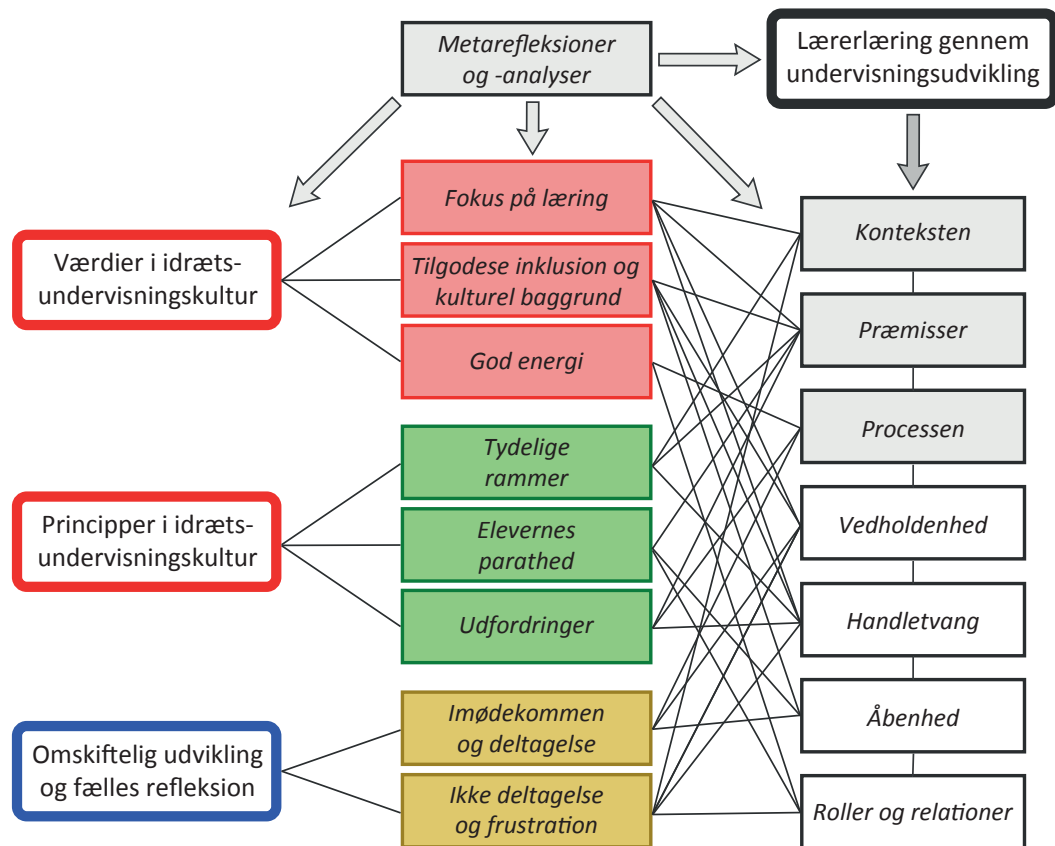 Metarefleksioner
og -analyser
Lærerlæring gennem
undervisningsudvikling
Værdier i idræts-
undervisningskultur
Fokus på læring
Tilgodese inklusion og
kulturel baggrund
God energi
Principper i idræts-
undervisningskultur
Tydelige
rammer
Elevernes
parathed
Udfordringer
Omskiftelig udvikling
og fælles refleksion
Imødekommen
og deltagelse
Ikke deltagelse
og frustration
Konteksten
Præmisser
Processen
Vedholdenhed
Handletvang
Åbenhed
Roller og relationer